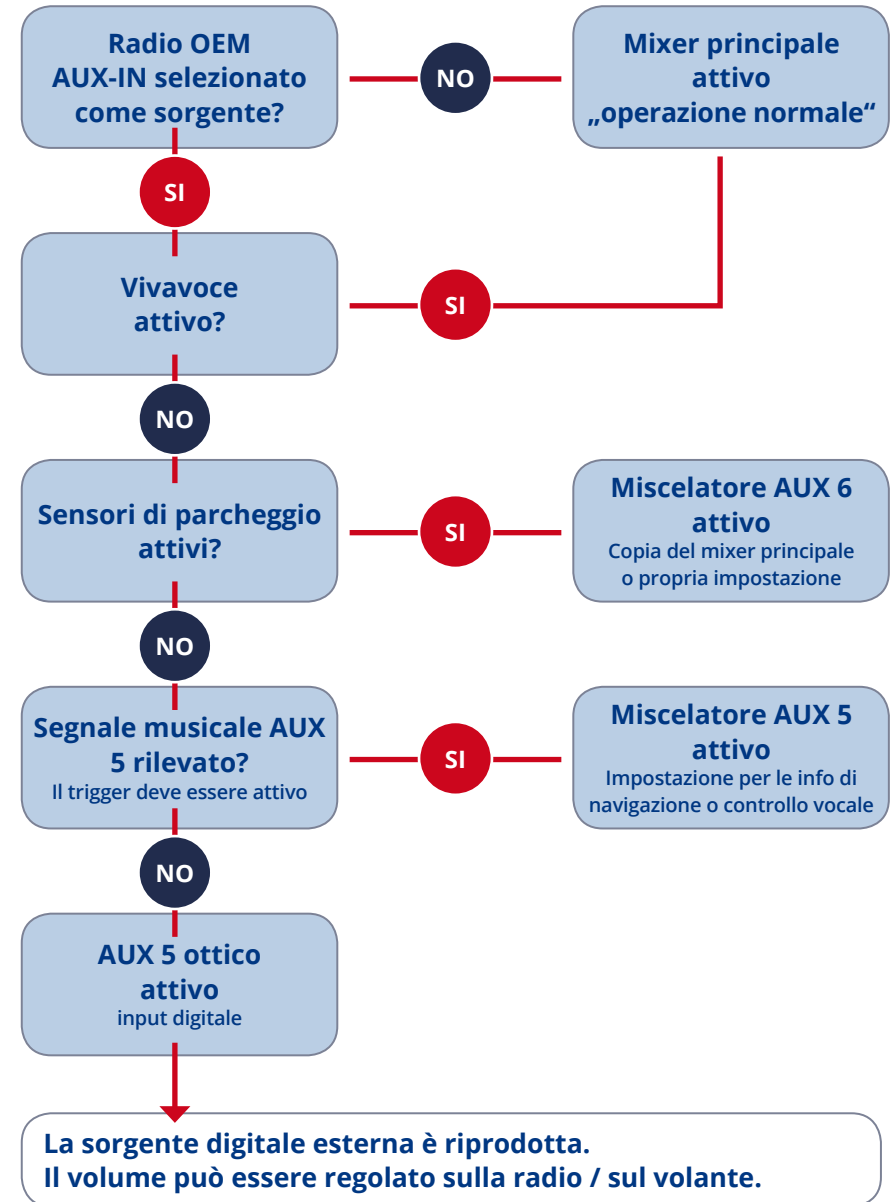 Radio OEM
AUX-IN selezionato
come sorgente?
NO
Mixer principale
attivo
„operazione normale“
SI
Vivavoce
attivo?
SI
NO
Sensori di parcheggio
attivi?
SI
Miscelatore AUX 6
attivo
Copia del mixer principale
o propria impostazione
NO
Segnale musicale AUX
5 rilevato?
Il trigger deve essere attivo
SI
Miscelatore AUX 5
attivo
Impostazione per le info di
navigazione o controllo vocale
NO
AUX 5 ottico
attivo
input digitale
La sorgente digitale esterna è riprodotta.
Il volume può essere regolato sulla radio / sul volante.